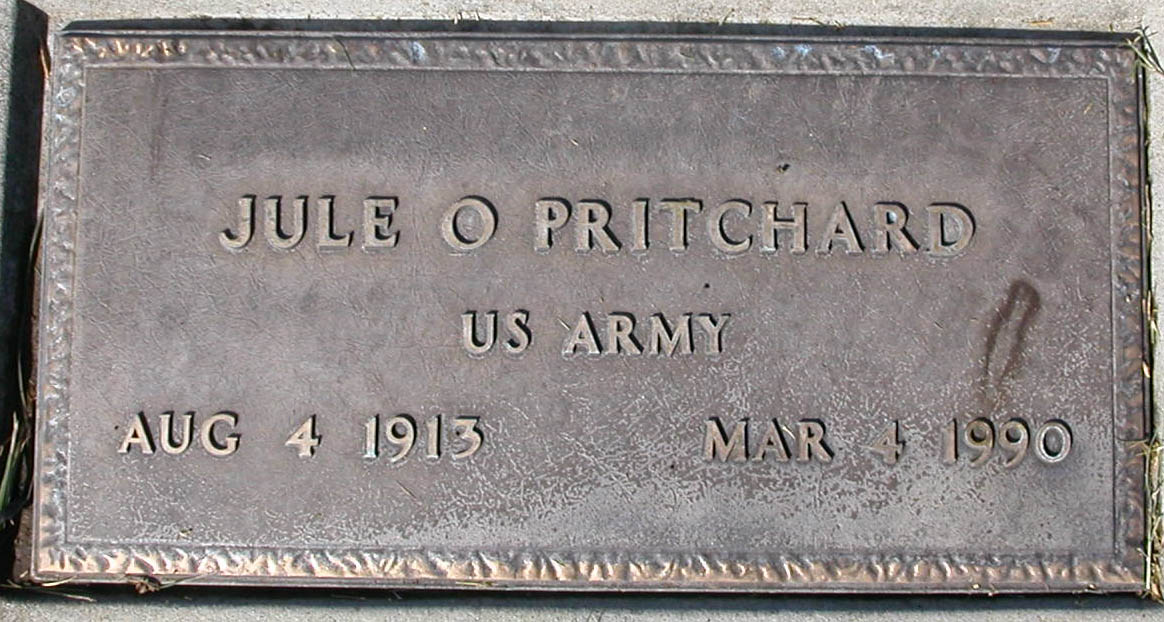 JULE O PRITCHARD
US ARMY
AUG 4 1913 MAR 4 1990